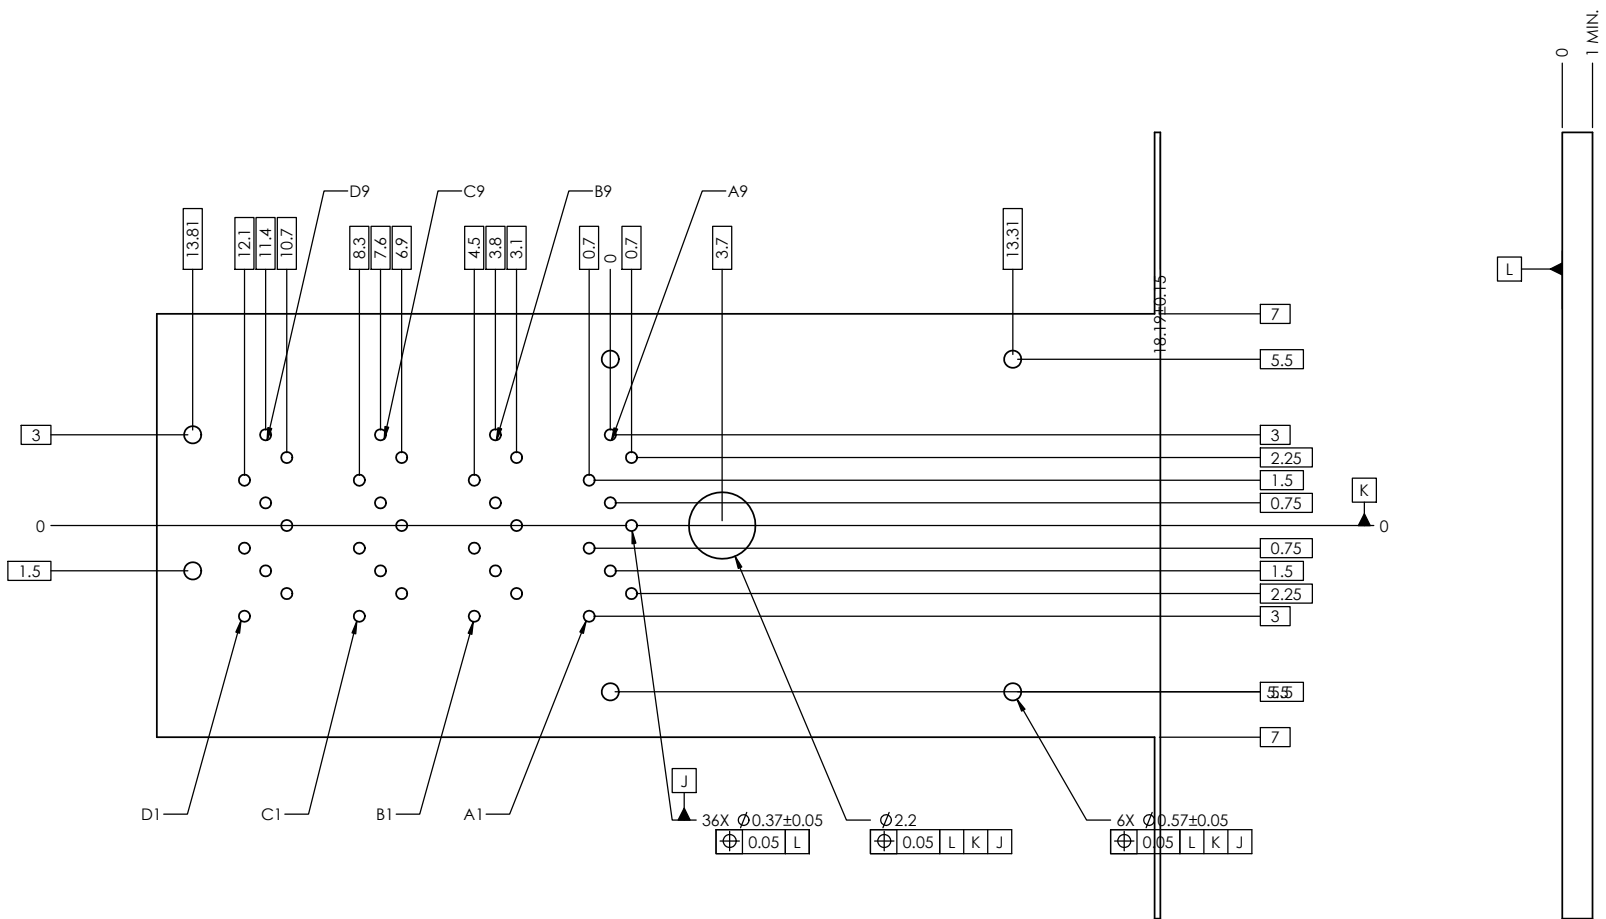 0
1 MIN.
D9
C9
B9
A9
13.81
12.1
11.4
10.7
8.3
7.6
6.9
4.5
3.8
3.1
0.7
0
0.7
3.7
13.31
L
18.19±0.15
7
5.5
3
3
2.25
1.5
0.75
K
0
0
0.75
1.5
1.5
2.25
3
5.5
5.5
7
J
D1
C1
B1
A1
36X Ø0.37±0.05
⌖ 0.05 L
Ø2.2
⌖ 0.05 L K J
6X Ø0.57±0.05
⌖ 0.05 L K J